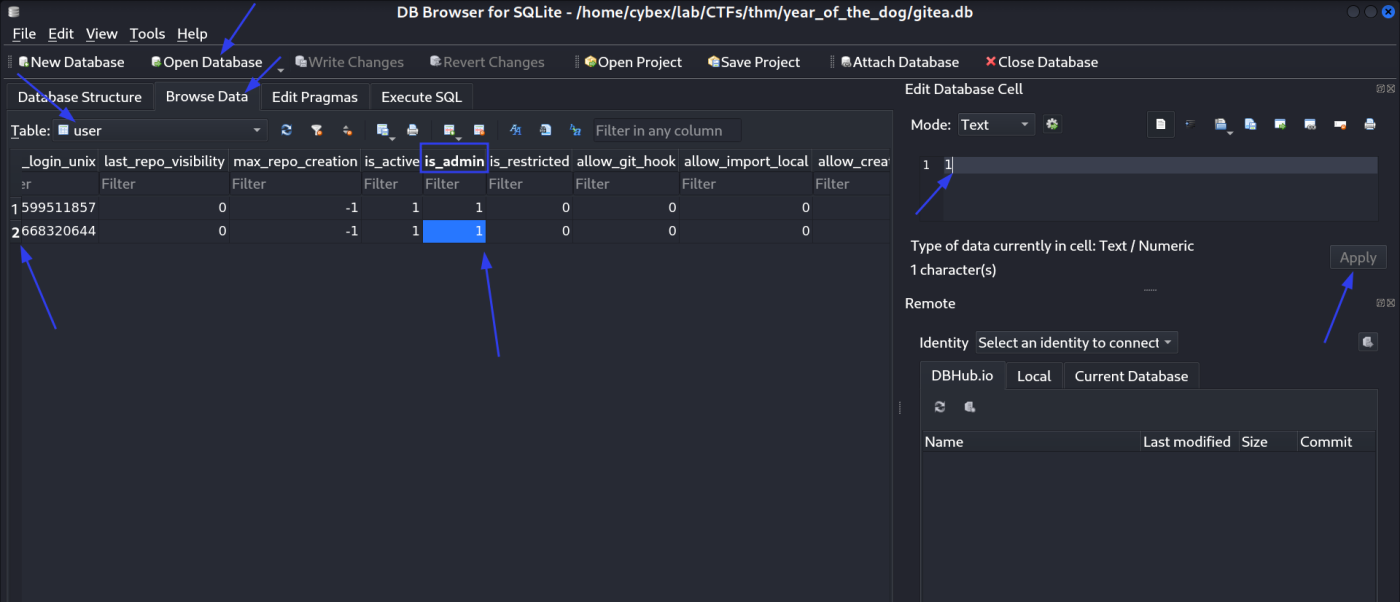 DB Browser for SQLite - /home/cybex/lab/CTFs/thm/year_of_the_dog/gitea.db
File Edit View Tools Help
New Database Open Database Write Changes Revert Changes Open Project Save Project Attach Database Close Database
Database Structure Browse Data Edit Pragmas Execute SQL
Table: user Filter in any column
_login_unix last_repo_visibility max_repo_creation is_active is_admin is_restricted allow_git_hook allow_import_local allow_crea
er Filter Filter Filter Filter Filter Filter Filter Filter
1 599511857 0 -1 1 1 0 0 0
2 668320644 0 -1 1 1 0 0 0
Edit Database Cell
Mode: Text
1 1
Type of data currently in cell: Text / Numeric
1 character(s)
Apply
Remote
Identity Select an identity to connect
DBHub.io Local Current Database
Name Last modified Size Commit